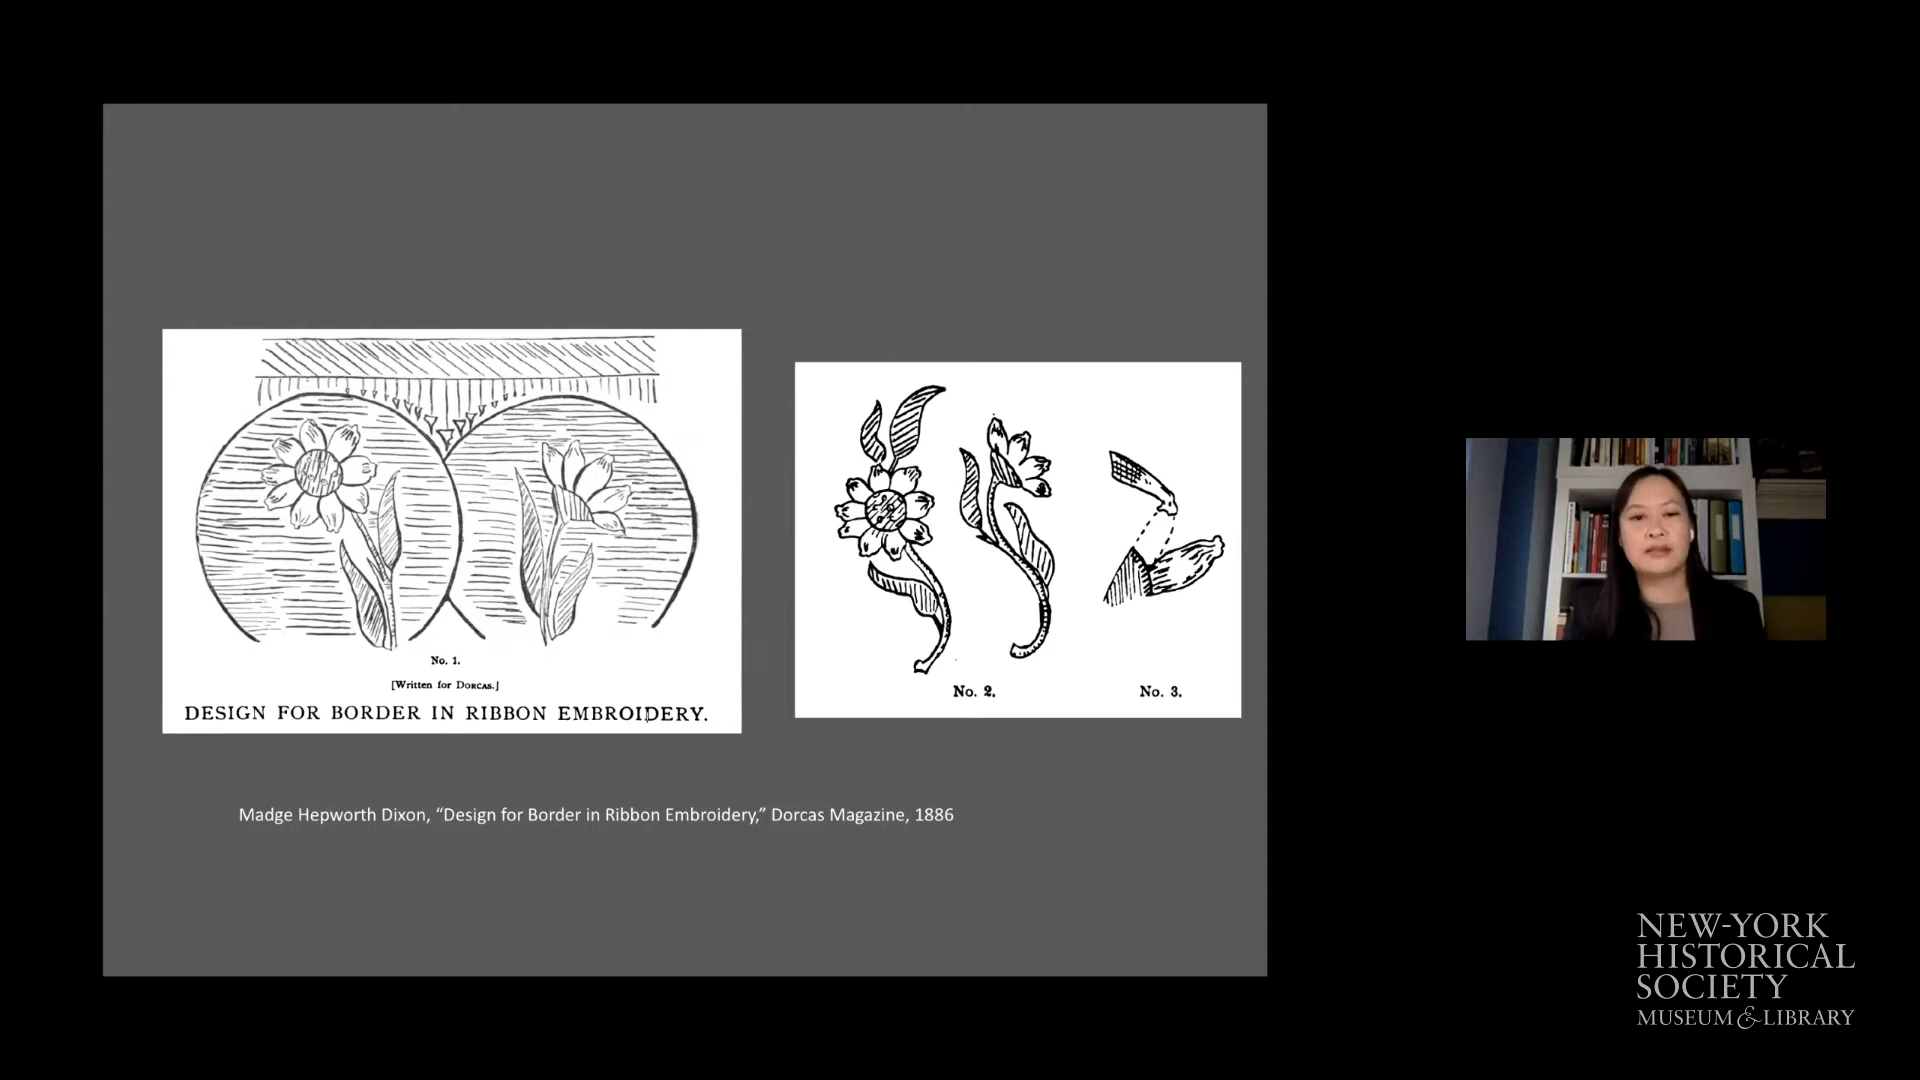 No. 1.
[Written for DORCAS.]
DESIGN FOR BORDER IN RIBBON EMBROIDERY.
No. 2.
No. 3.
Madge Hepworth Dixon, “Design for Border in Ribbon Embroidery,” Dorcas Magazine, 1886
NEW-YORK
HISTORICAL
SOCIETY
MUSEUM & LIBRARY